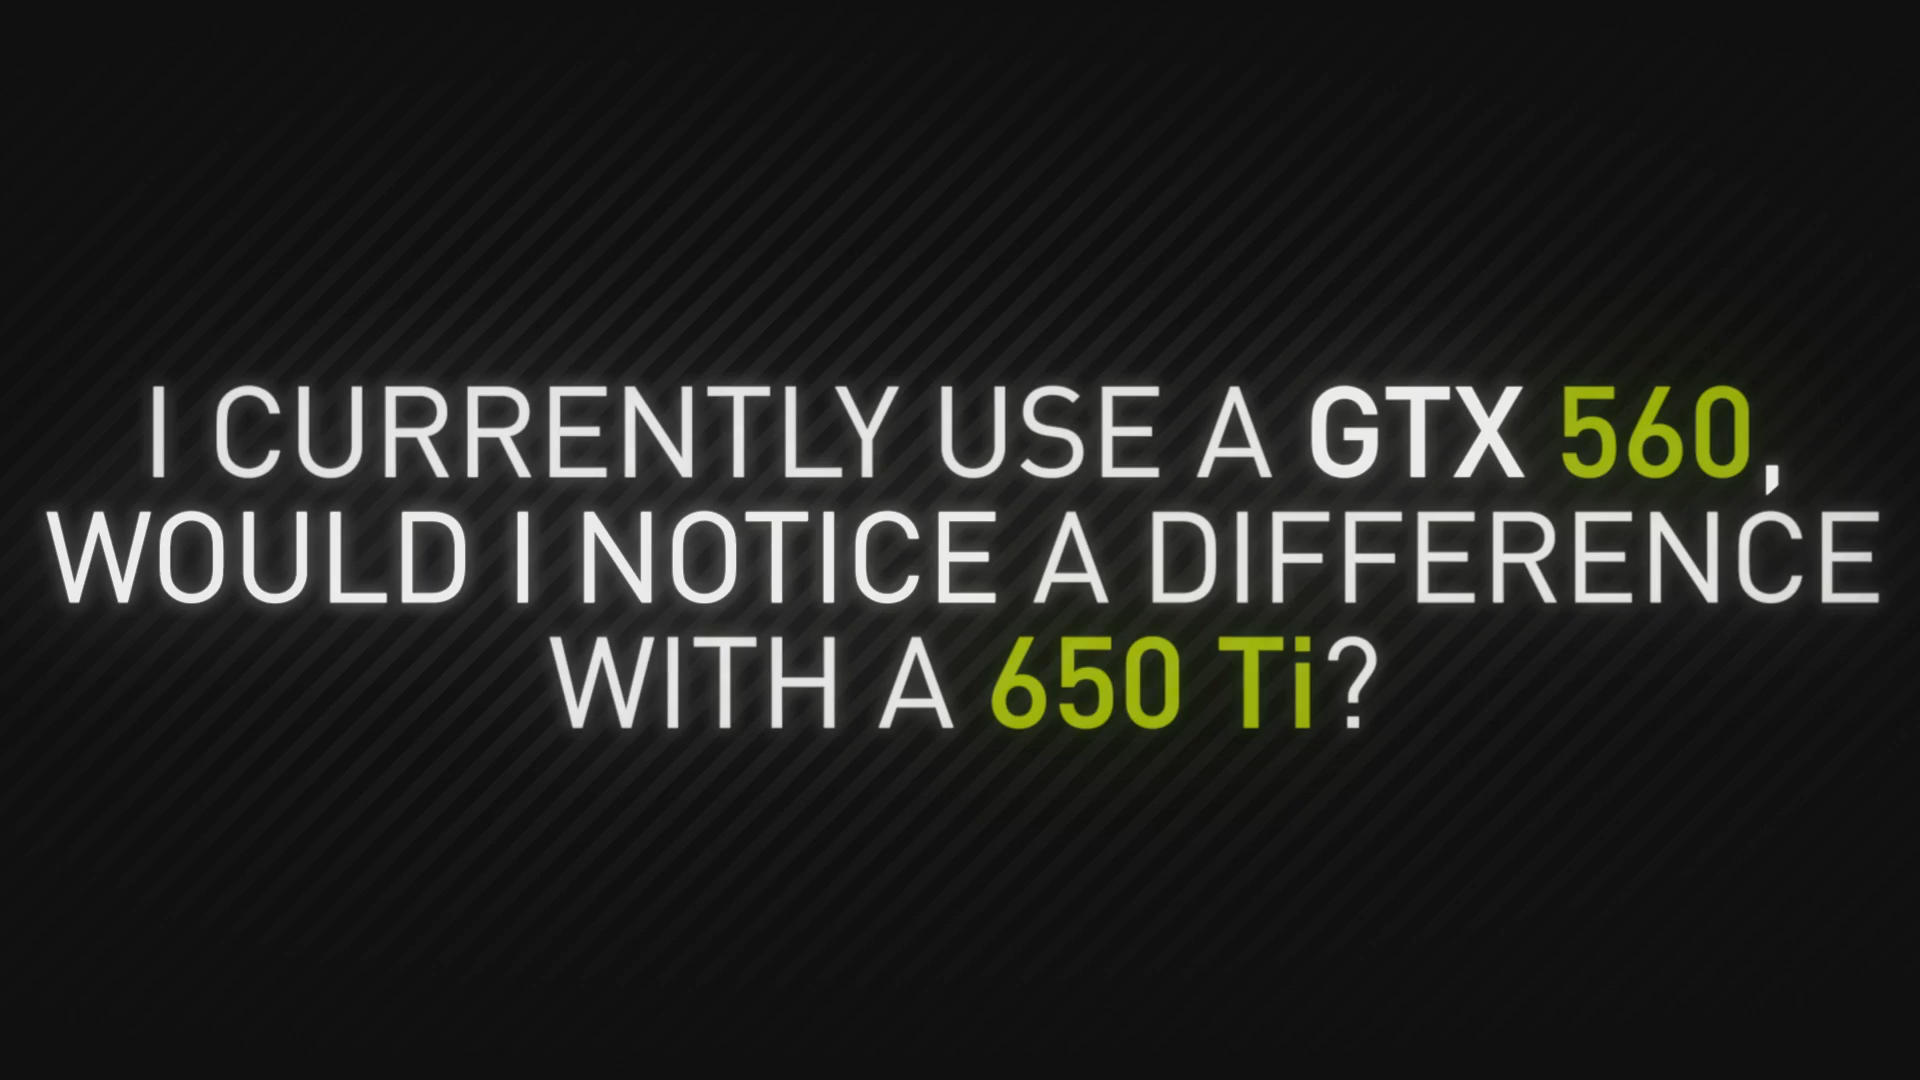 I CURRENTLY USE A GTX 560,
WOULD I NOTICE A DIFFERENCE
WITH A 650 Ti?